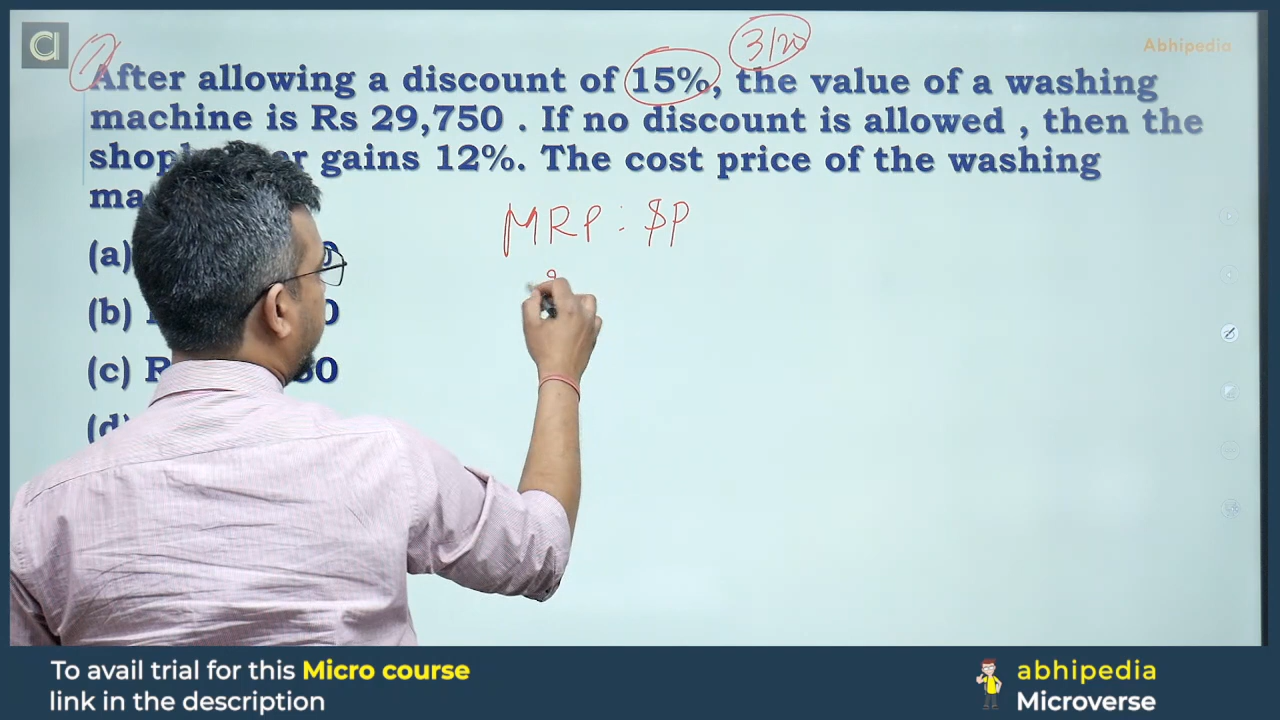 Abhipedia
3/20
1
After allowing a discount of 15%, the value of a washing
machine is Rs 29,750 . If no discount is allowed , then the
gains 12%. The cost price of the washing
MRP : SP
(a)
(b)
(c)
(d)
To avail trial for this Micro course
link in the description
abhipedia
Microverse